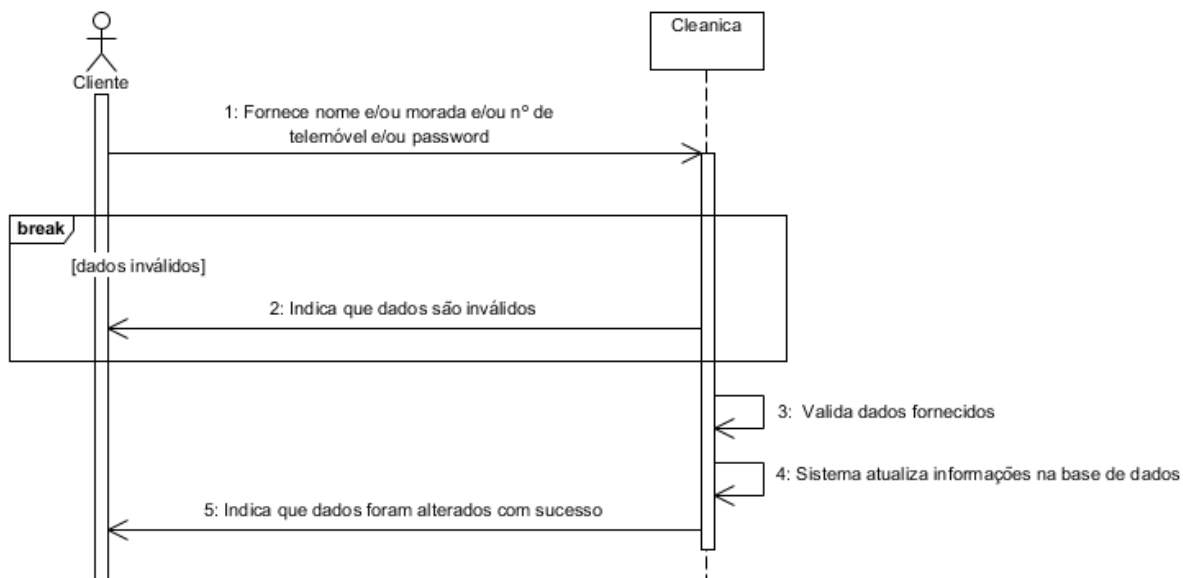 Cleanica
Cliente
1: Fornece nome e/ou morada e/ou nº de
telemóvel e/ou password
break
[dados inválidos]
2: Indica que dados são inválidos
3: Valida dados fornecidos
4: Sistema atualiza informações na base de dados
5: Indica que dados foram alterados com sucesso